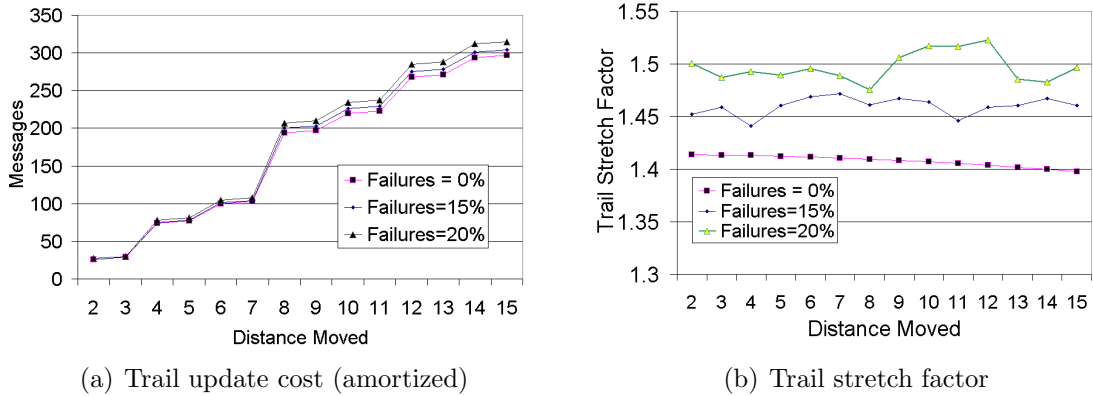 350
300
250
200
150
100
50
0
Messages
2 3 4 5 6 7 8 9 10 11 12 13 14 15
Distance Moved
Failures = 0%
Failures=15%
Failures=20%
(a) Trail update cost (amortized)
1.55
1.5
1.45
1.4
1.35
1.3
Trail Stretch Factor
2 3 4 5 6 7 8 9 10 11 12 13 14 15
Distance Moved
Failures = 0%
Failures=15%
Failures=20%
(b) Trail stretch factor